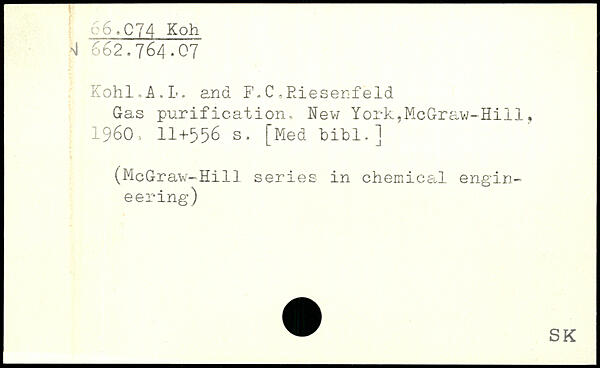 66.074 Koh
N 662.764.07
Kohl.A.L. and F.C.Riesenfeld
Gas purification. New York,McGraw-Hill,
1960. 11+556 s. [Med bibl.]
(McGraw-Hill series in chemical engin-
eering)
SK